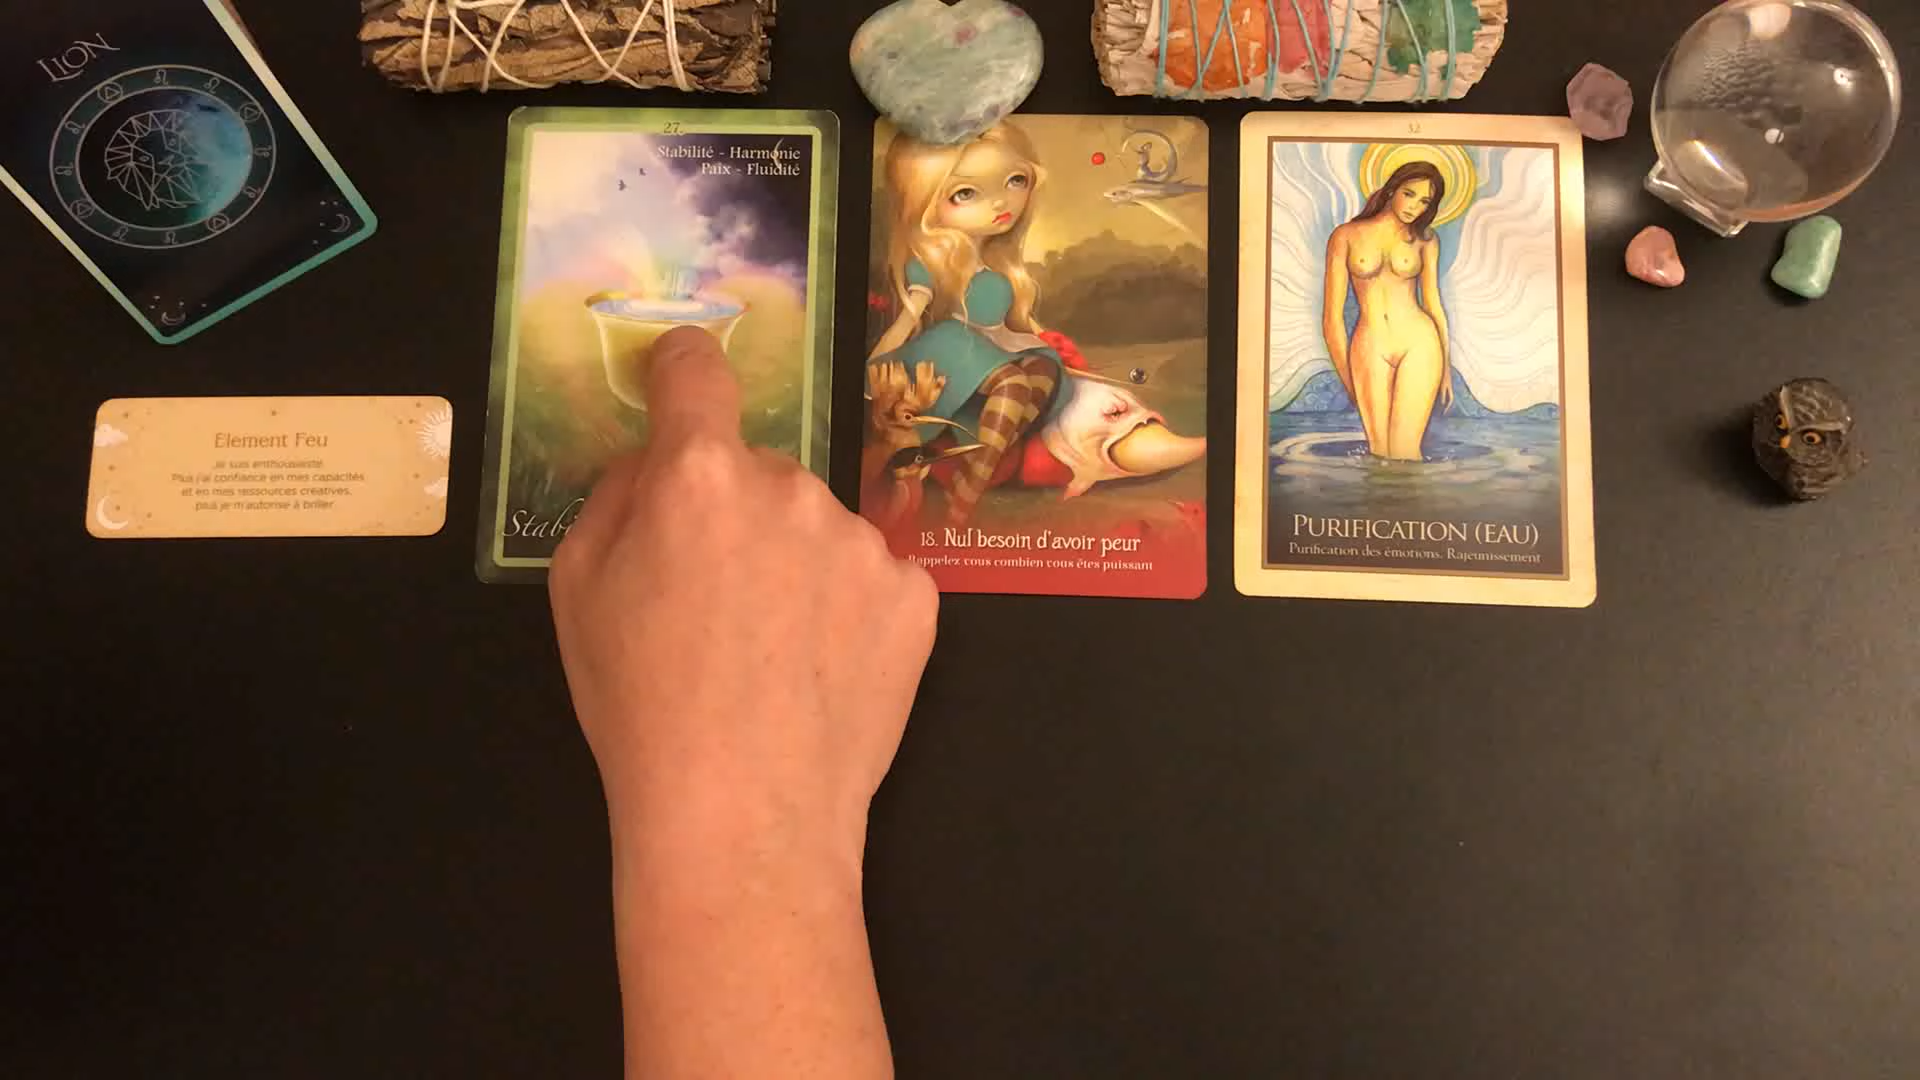 LION
Element Feu
Je suis enthousiaste.
Plus j'ai confiance en mes capacités
et en mes ressources créatives,
plus je m'autorise à briller.
27.
Stabilité - Harmonie
Paix - Fluidité
18. Nul besoin d'avoir peur
Rappelez vous combien vous êtes puissant
32
PURIFICATION (EAU)
Purification des émotions. Rajeunissement